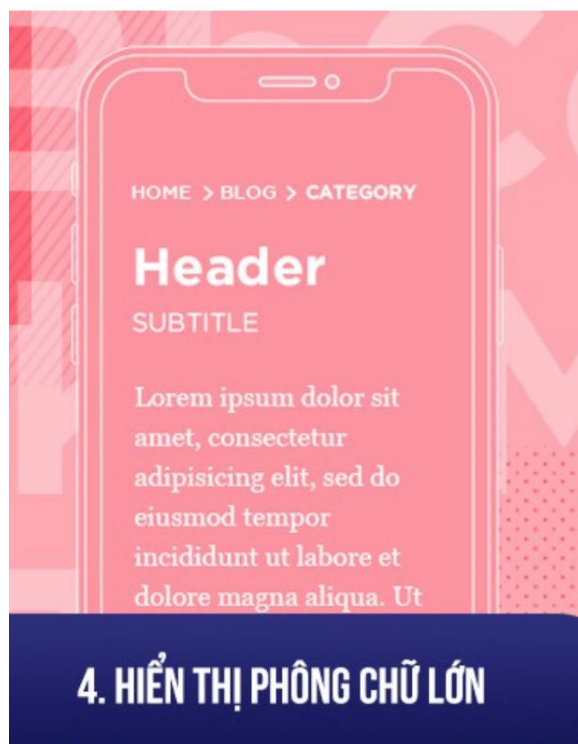 HOME > BLOG > CATEGORY
Header
SUBTITLE
Lorem ipsum dolor sit
amet, consectetur
adipisicing elit, sed do
eiusmod tempor
incididunt ut labore et
dolore magna aliqua. Ut
4. HIỂN THỊ PHÔNG CHỮ LỚN